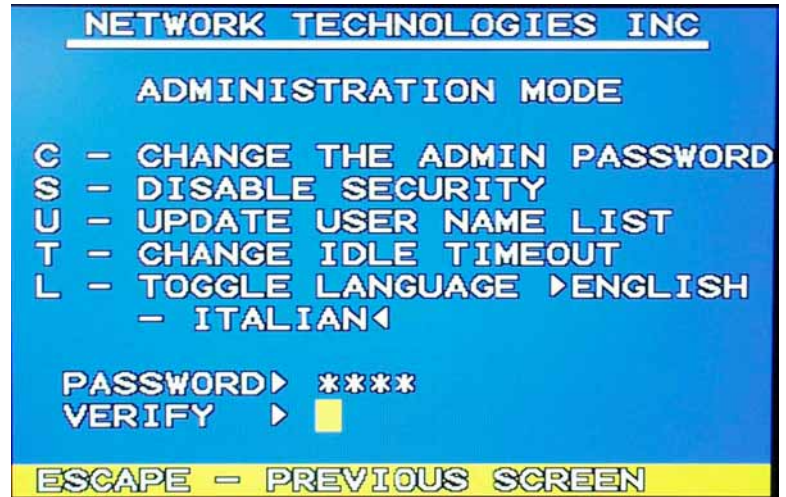 NETWORK TECHNOLOGIES INC
ADMINISTRATION MODE
C – CHANGE THE ADMIN PASSWORD
S – DISABLE SECURITY
U – UPDATE USER NAME LIST
T – CHANGE IDLE TIMEOUT
L – TOGGLE LANGUAGE ▶ENGLISH
– ITALIAN◀
PASSWORD▶ ****
VERIFY ▶
ESCAPE – PREVIOUS SCREEN